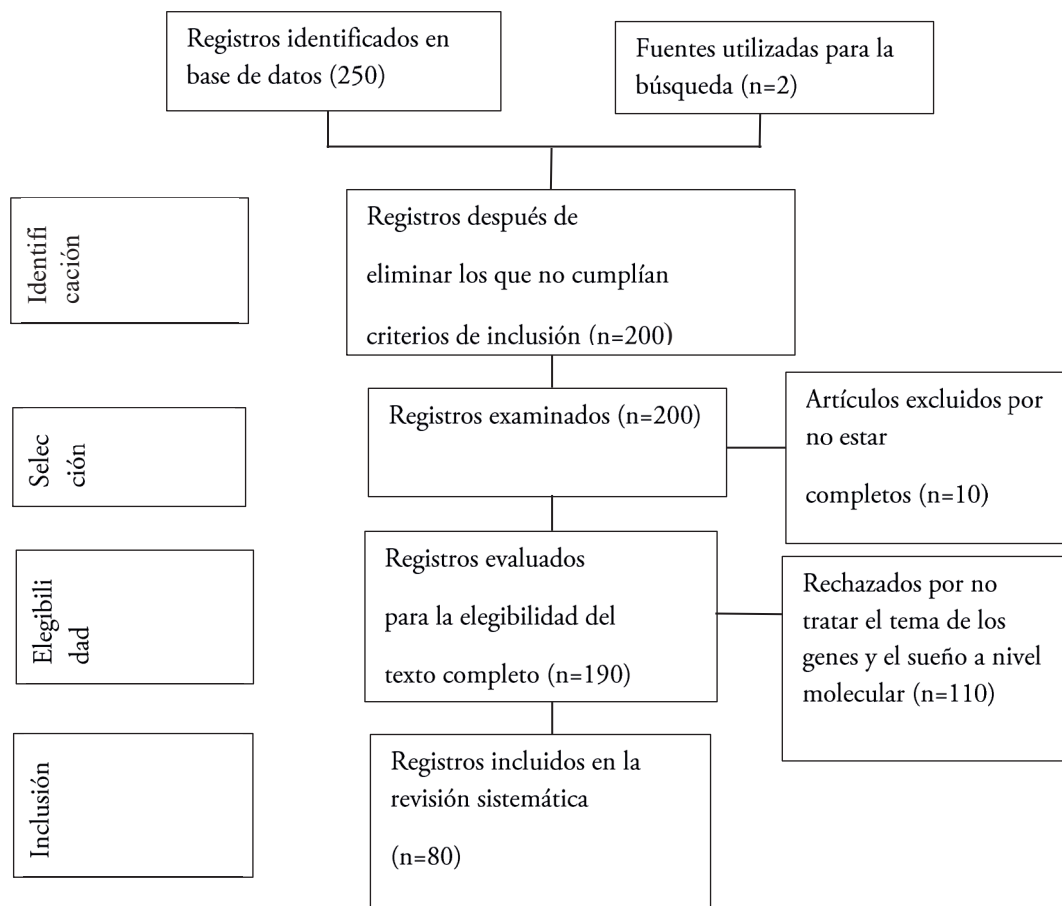 Registros identificados en
base de datos (250)
Fuentes utilizadas para la
búsqueda (n=2)
Identifi
cación
Registros después de
eliminar los que no cumplían
criterios de inclusión (n=200)
Selec
ción
Registros examinados (n=200)
Artículos excluidos por
no estar
completos (n=10)
Elegibili
dad
Registros evaluados
para la elegibilidad del
texto completo (n=190)
Rechazados por no
tratar el tema de los
genes y el sueño a nivel
molecular (n=110)
Inclusión
Registros incluidos en la
revisión sistemática
(n=80)